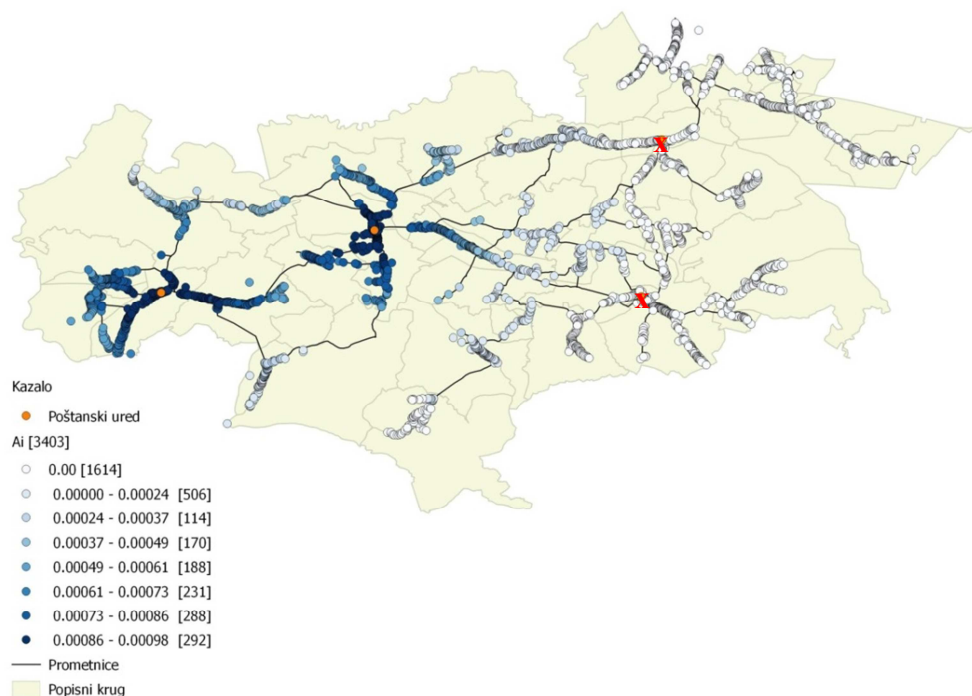 X
X
Kazalo
Poštanski ured
Ai [3403]
0.00 [1614]
0.00000 - 0.00024 [506]
0.00024 - 0.00037 [114]
0.00037 - 0.00049 [170]
0.00049 - 0.00061 [188]
0.00061 - 0.00073 [231]
0.00073 - 0.00086 [288]
0.00086 - 0.00098 [292]
Prometnice
Popisni krug